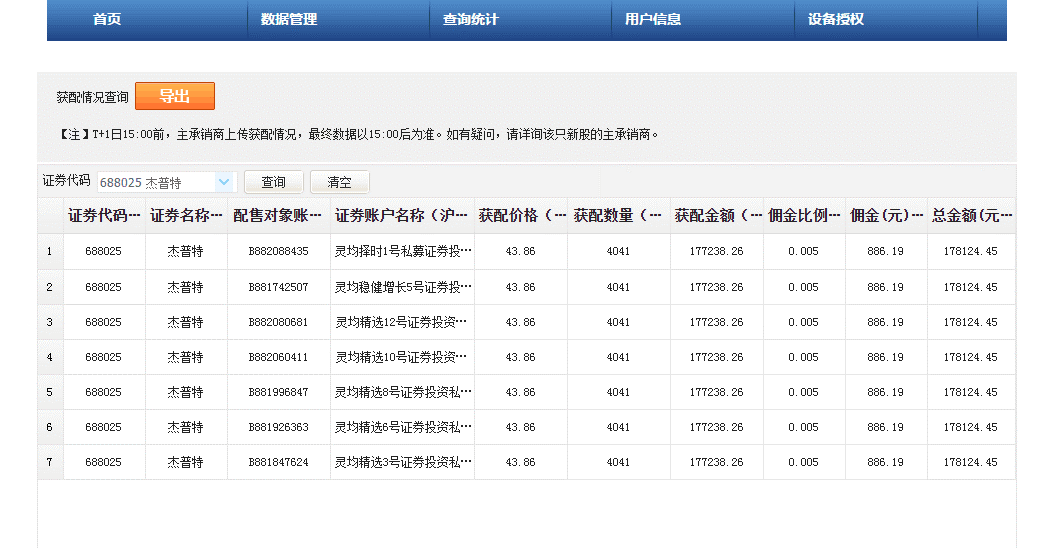 首页 数据管理 查询统计 用户信息 设备授权
获配情况查询 导出
【注】T+1日15:00前，主承销商上传获配情况，最终数据以15:00后为准。如有疑问，请详询该只新股的主承销商。
证券代码 688025 杰普特 查询 清空
证券代码… 证券名称… 配售对象账… 证券账户名称（沪… 获配价格（… 获配数量（… 获配金额（… 佣金比例… 佣金(元)… 总金额(元…
1 688025 杰普特 B882088435 灵均择时1号私募证券投… 43.86 4041 177238.26 0.005 886.19 178124.45
2 688025 杰普特 B881742507 灵均稳健增长5号证券投… 43.86 4041 177238.26 0.005 886.19 178124.45
3 688025 杰普特 B882080681 灵均精选12号证券投资… 43.86 4041 177238.26 0.005 886.19 178124.45
4 688025 杰普特 B882060411 灵均精选10号证券投资… 43.86 4041 177238.26 0.005 886.19 178124.45
5 688025 杰普特 B881996847 灵均精选8号证券投资私… 43.86 4041 177238.26 0.005 886.19 178124.45
6 688025 杰普特 B881926363 灵均精选6号证券投资私… 43.86 4041 177238.26 0.005 886.19 178124.45
7 688025 杰普特 B881847624 灵均精选3号证券投资私… 43.86 4041 177238.26 0.005 886.19 178124.45